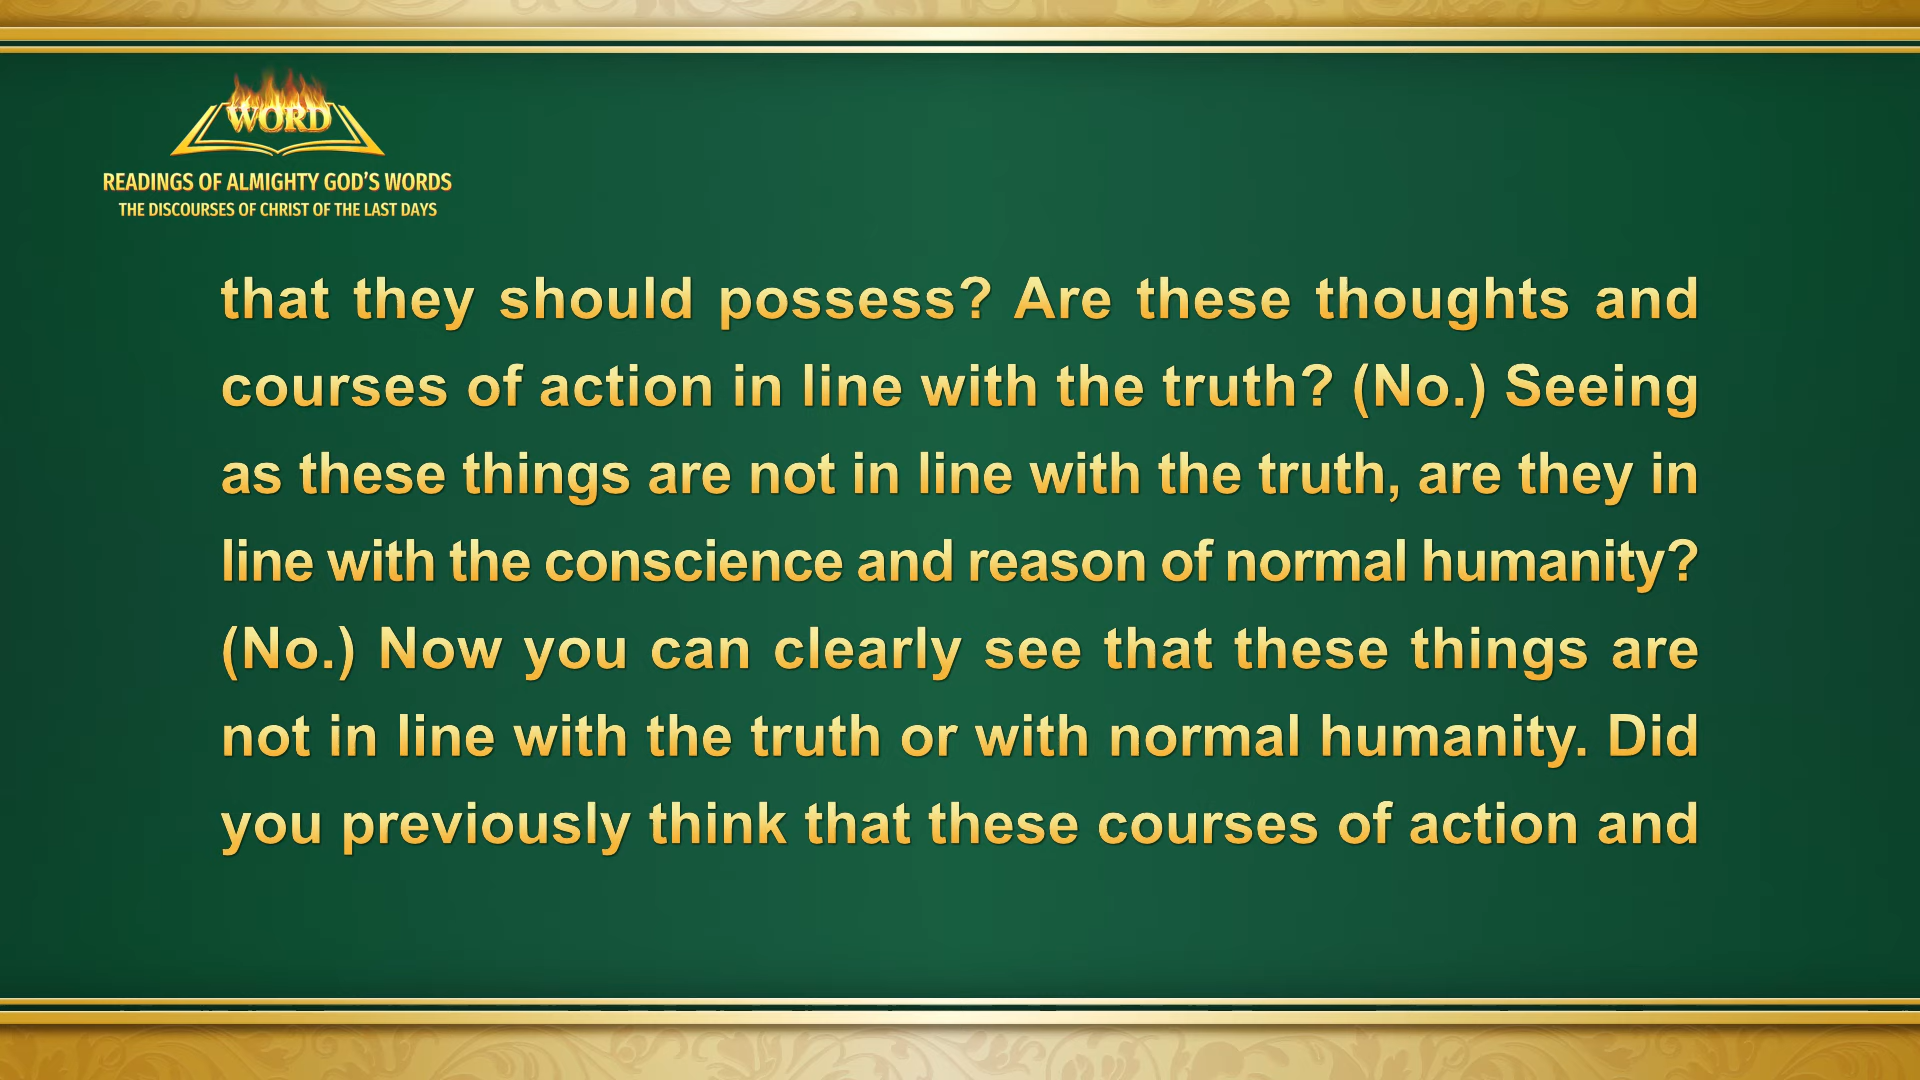 WORD
READINGS OF ALMIGHTY GOD'S WORDS
THE DISCOURSES OF CHRIST OF THE LAST DAYS
that they should possess? Are these thoughts and
courses of action in line with the truth? (No.) Seeing
as these things are not in line with the truth, are they in
line with the conscience and reason of normal humanity?
(No.) Now you can clearly see that these things are
not in line with the truth or with normal humanity. Did
you previously think that these courses of action and